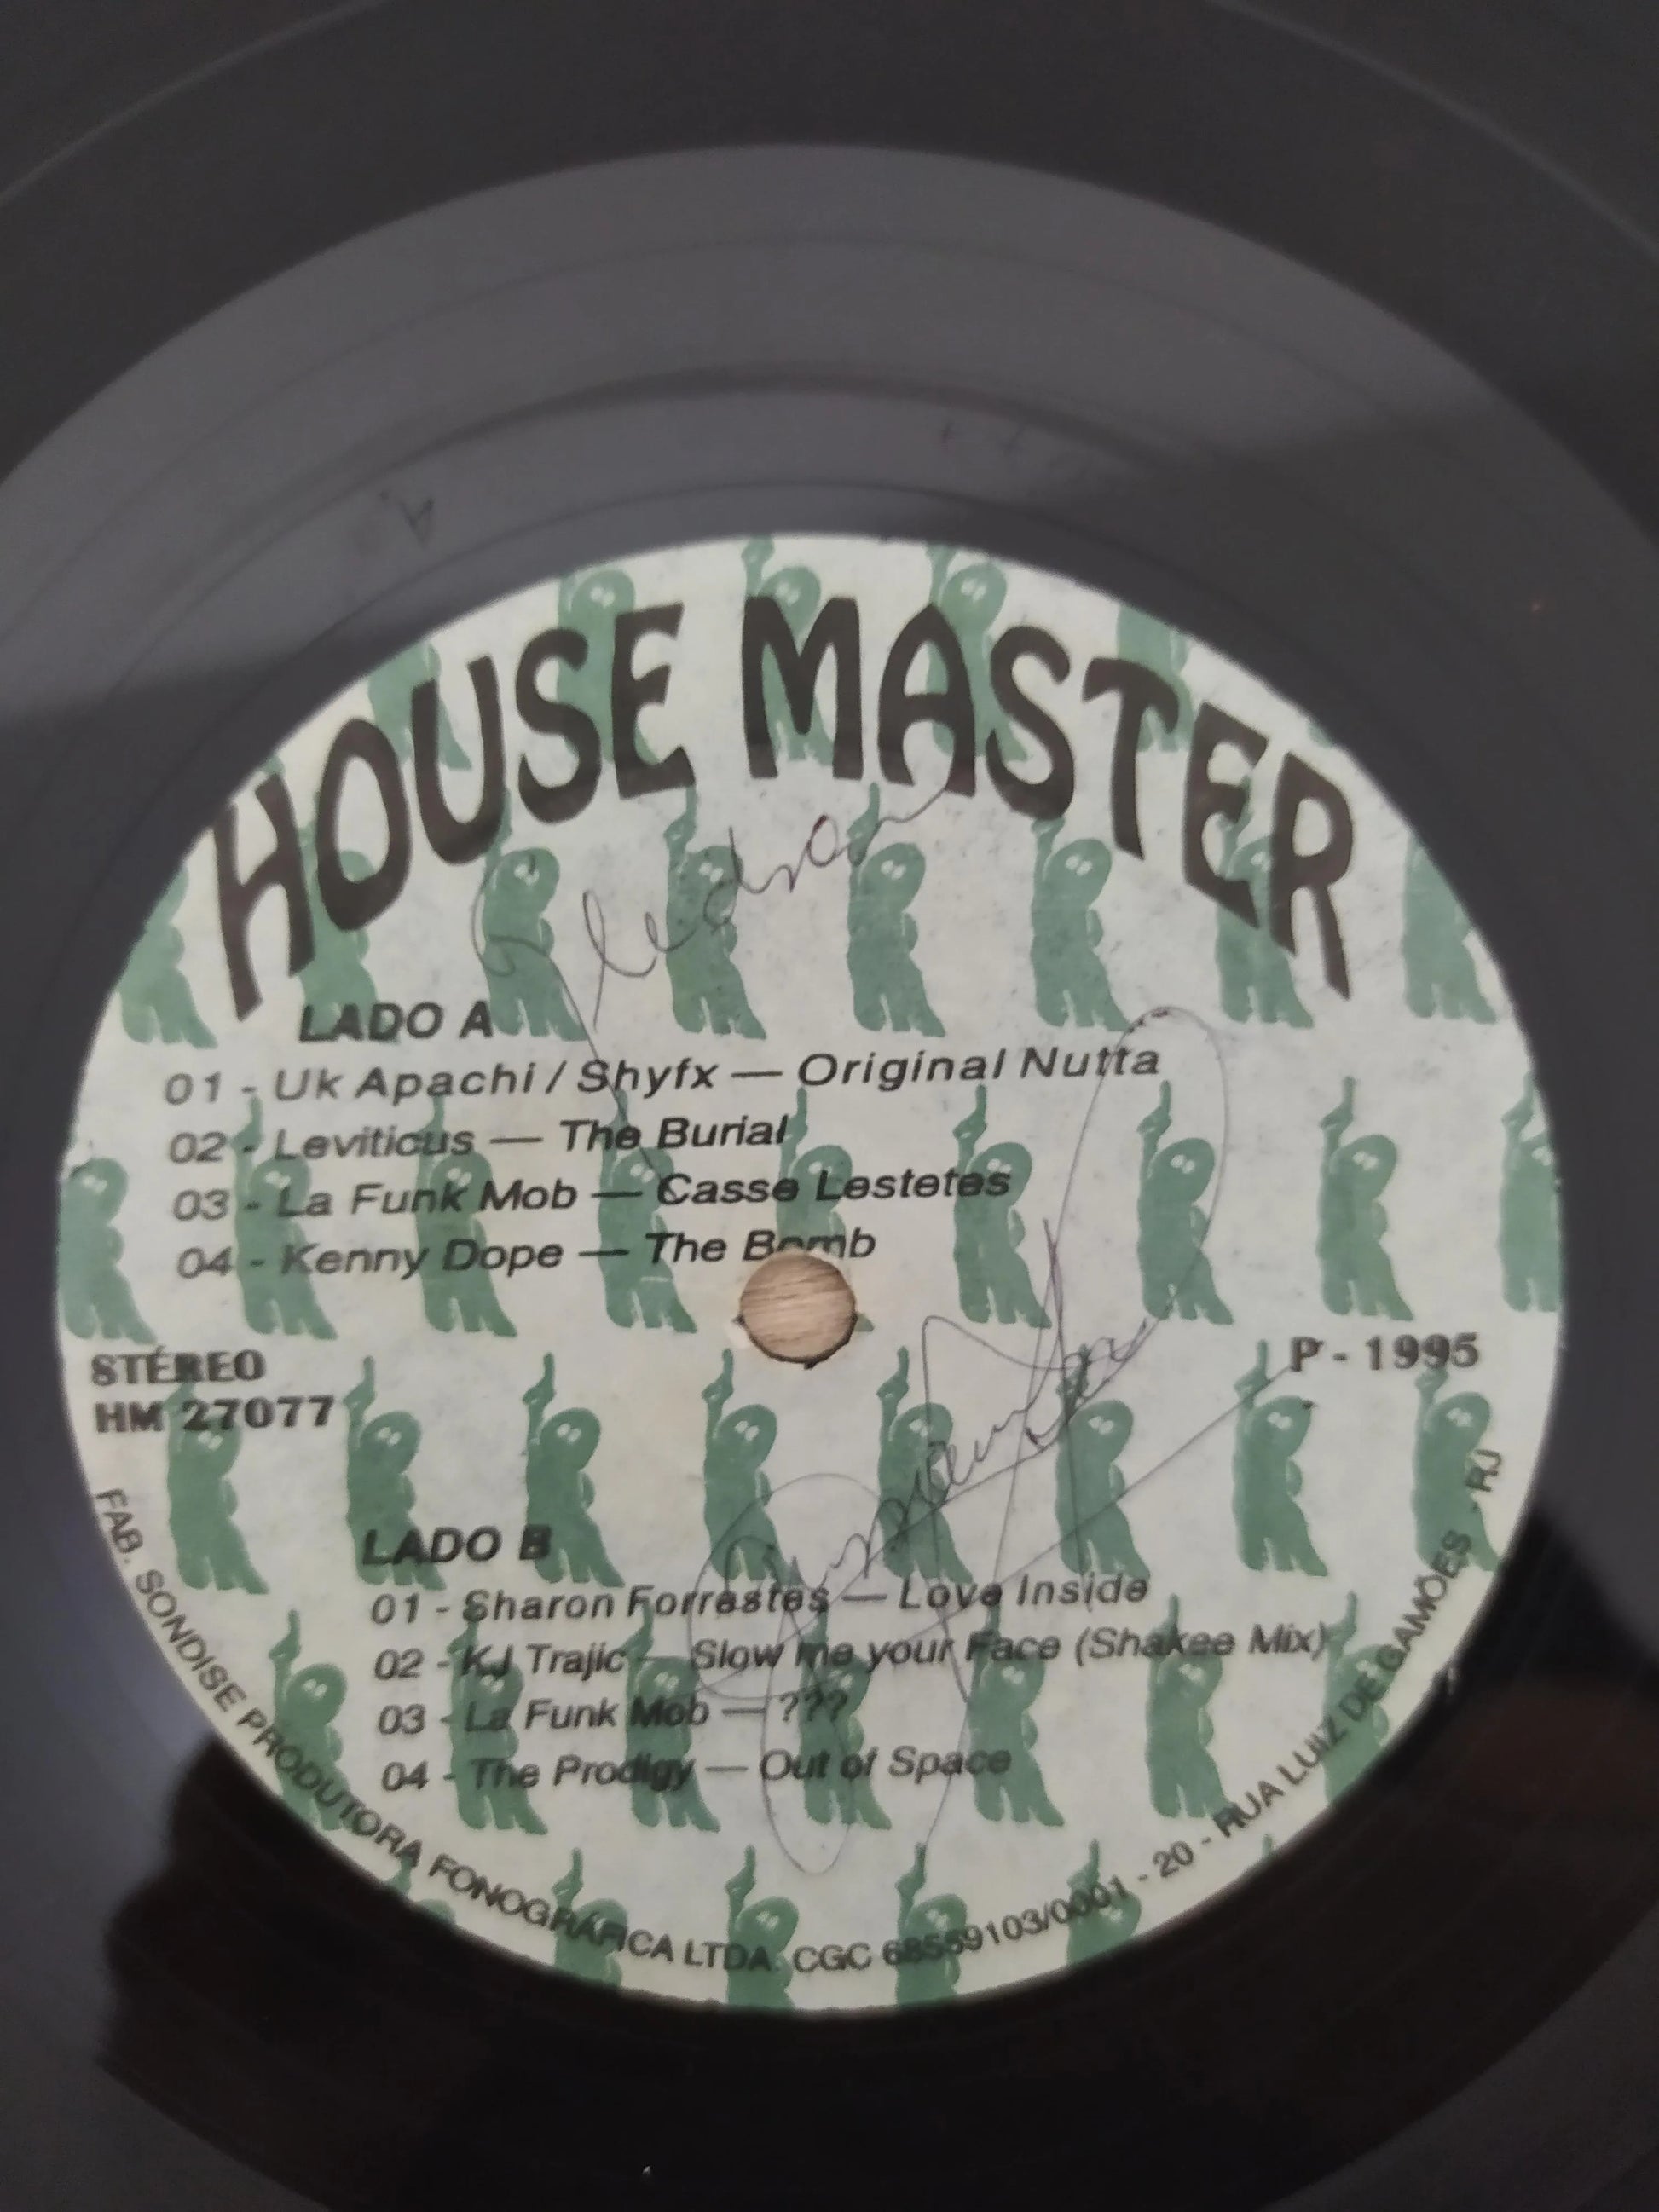 HOUSE MASTER
LADO A
01 - Uk Apachi / Shyfx — Original Nutta
02 - Leviticus — The Burial
03 - La Funk Mob — Casse Lestetes
04 - Kenny Dope — The Bomb
STÉREO
HM 27077
P - 1995
LADO B
01 - Sharon Forrestes — Love Inside
02 - KJ Trajic — Slow me your Face (Shakee Mix)
03 - La Funk Mob — ???
04 - The Prodigy — Out of Space
FAB. SONDISE PRODUTORA FONOGRÁFICA LTDA. CGC 68559103/0001 - 20 - RUA LUIZ DE GAMÕES - RJ